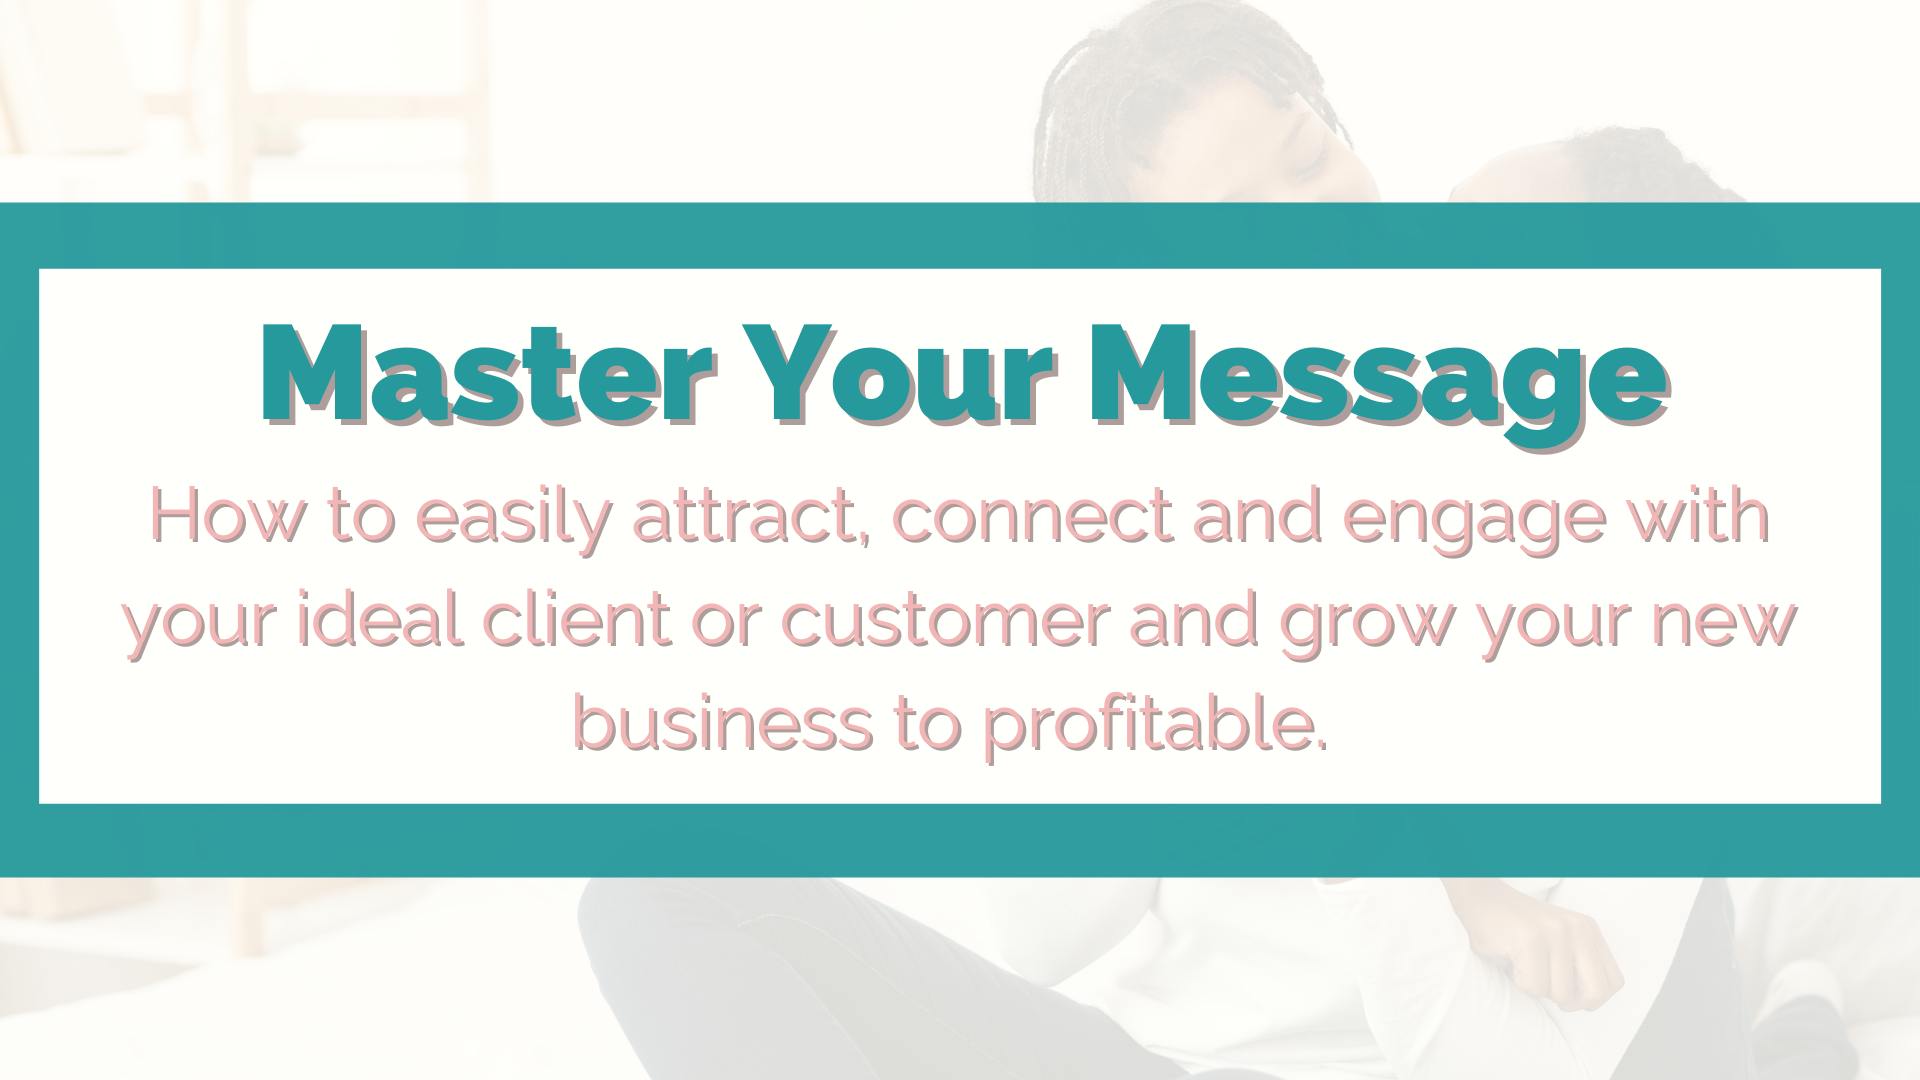 Master Your Message
How to easily attract, connect and engage with
your ideal client or customer and grow your new
business to profitable.